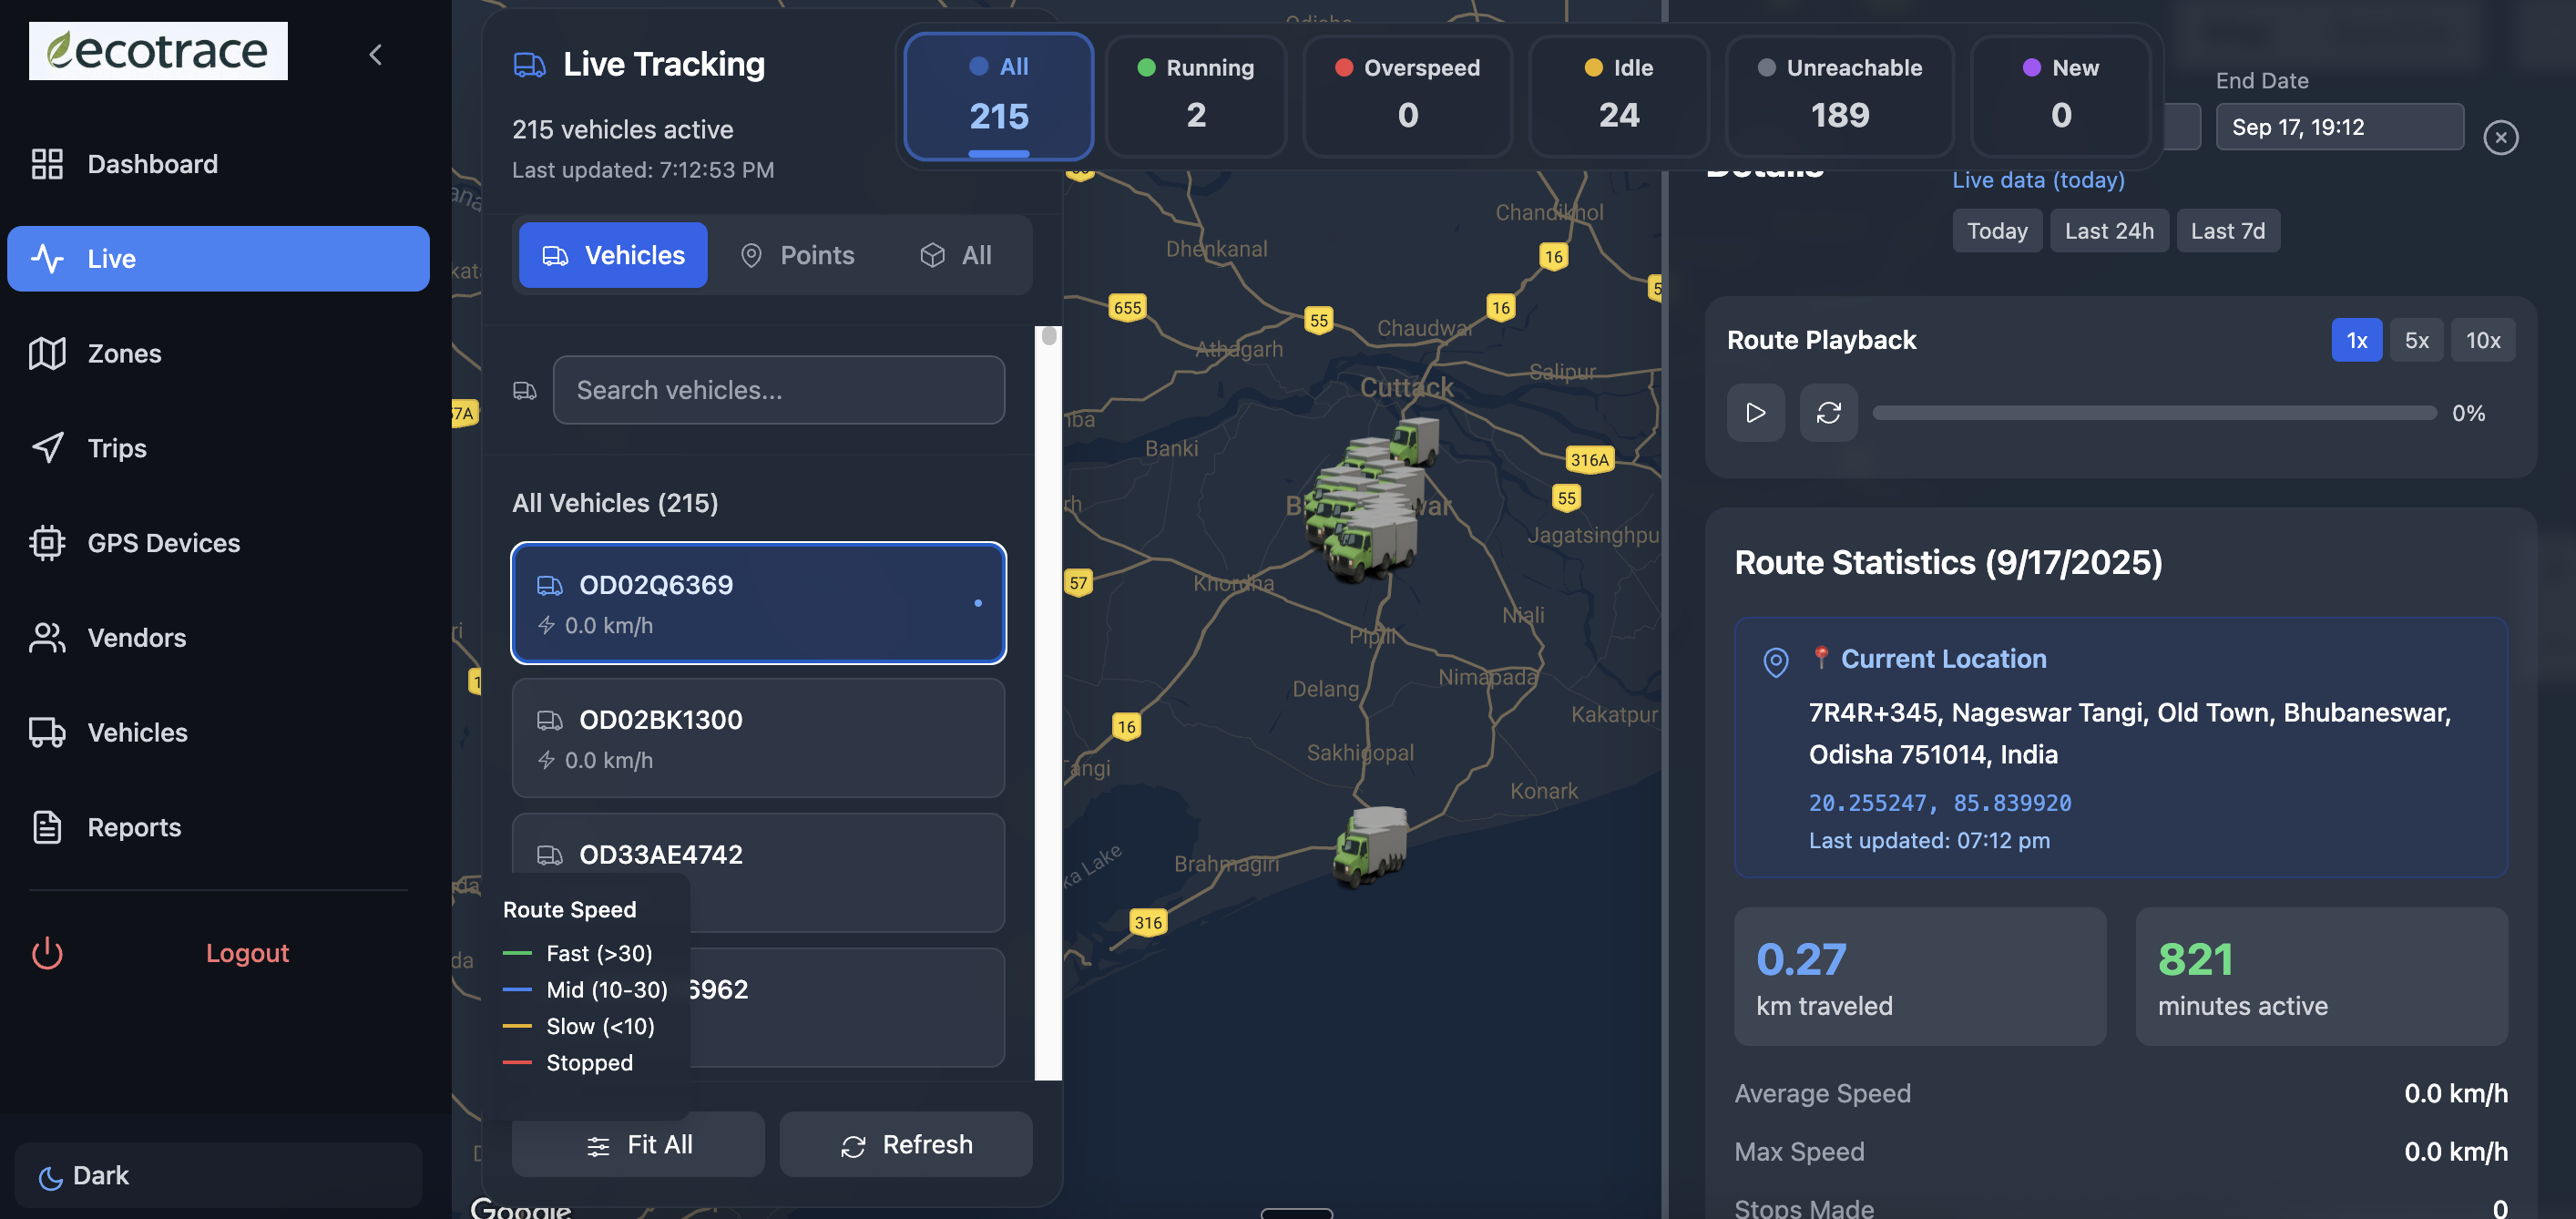 ecotrace
Dashboard
Live
Zones
Trips
GPS Devices
Vendors
Vehicles
Reports
Logout
Dark
Live Tracking
215 vehicles active
Last updated: 7:12:53 PM
Vehicles
Points
All
Search vehicles...
All Vehicles (215)
OD02Q6369
0.0 km/h
OD02BK1300
0.0 km/h
OD33AE4742
6962
Route Speed
Fast (>30)
Mid (10-30)
Slow (<10)
Stopped
Fit All
Refresh
All
215
Running
2
Overspeed
0
Idle
24
Unreachable
189
New
0
Chandikhol
Dhenkanal
16
655
55
16
Chaudwar
Athagarh
Salipur
Cuttack
57A
Banki
316A
55
Jagatsinghpu
57
Khordha
Niali
Pipili
Nimapada
Delang
Kakatpur
16
Sakhigopal
Tangi
Konark
Brahmagiri
ka Lake
316
Google
Details
End Date
Sep 17, 19:12
Live data (today)
Today
Last 24h
Last 7d
Route Playback
1x
5x
10x
0%
Route Statistics (9/17/2025)
📍 Current Location
7R4R+345, Nageswar Tangi, Old Town, Bhubaneswar,
Odisha 751014, India
20.255247, 85.839920
Last updated: 07:12 pm
0.27
km traveled
821
minutes active
Average Speed
0.0 km/h
Max Speed
0.0 km/h
Stops Made
0